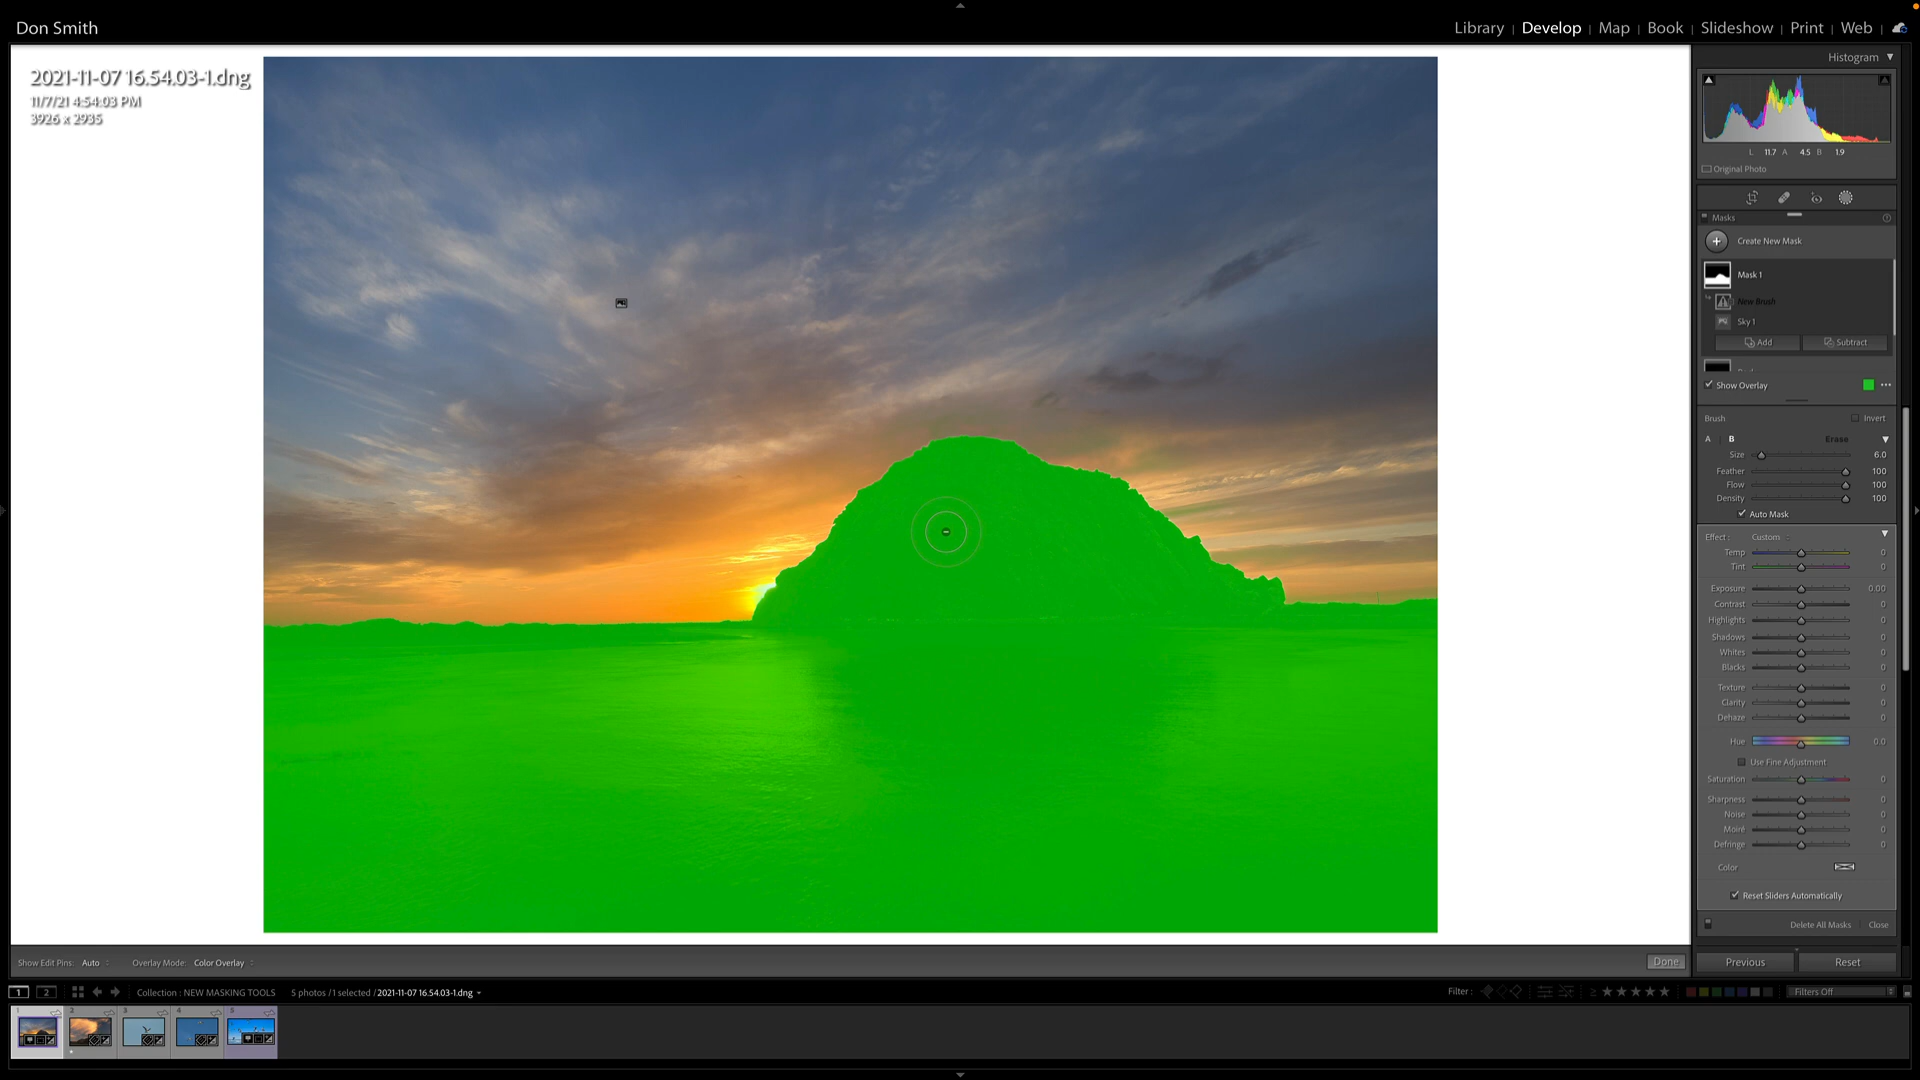 Don Smith
Library | Develop | Map | Book | Slideshow | Print | Web |
2021-11-07 16.54.03-1.dng
11/7/21 4:54:03 PM
3926 x 2935
Histogram
L 11.7 A 4.5 B 1.9
Original Photo
Masks
Create New Mask
Mask 1
New Brush
Sky 1
Add Subtract
Show Overlay
Brush Invert
A | B Erase
Size 6.0
Feather 100
Flow 100
Density 100
Auto Mask
Effect : Custom
Temp 0
Tint 0
Exposure 0.00
Contrast 0
Highlights 0
Shadows 0
Whites 0
Blacks 0
Texture 0
Clarity 0
Dehaze 0
Hue 0.0
Use Fine Adjustment
Saturation 0
Sharpness 0
Noise 0
Moiré 0
Defringe 0
Color
Reset Sliders Automatically
Delete All Masks Close
Show Edit Pins: Auto Overlay Mode: Color Overlay Done
Previous Reset
1 2 Collection : NEW MASKING TOOLS 5 photos / 1 selected / 2021-11-07 16.54.03-1.dng Filter : ≥ ★ ★ ★ ★ ★ Filters Off
1 2 3 4 5